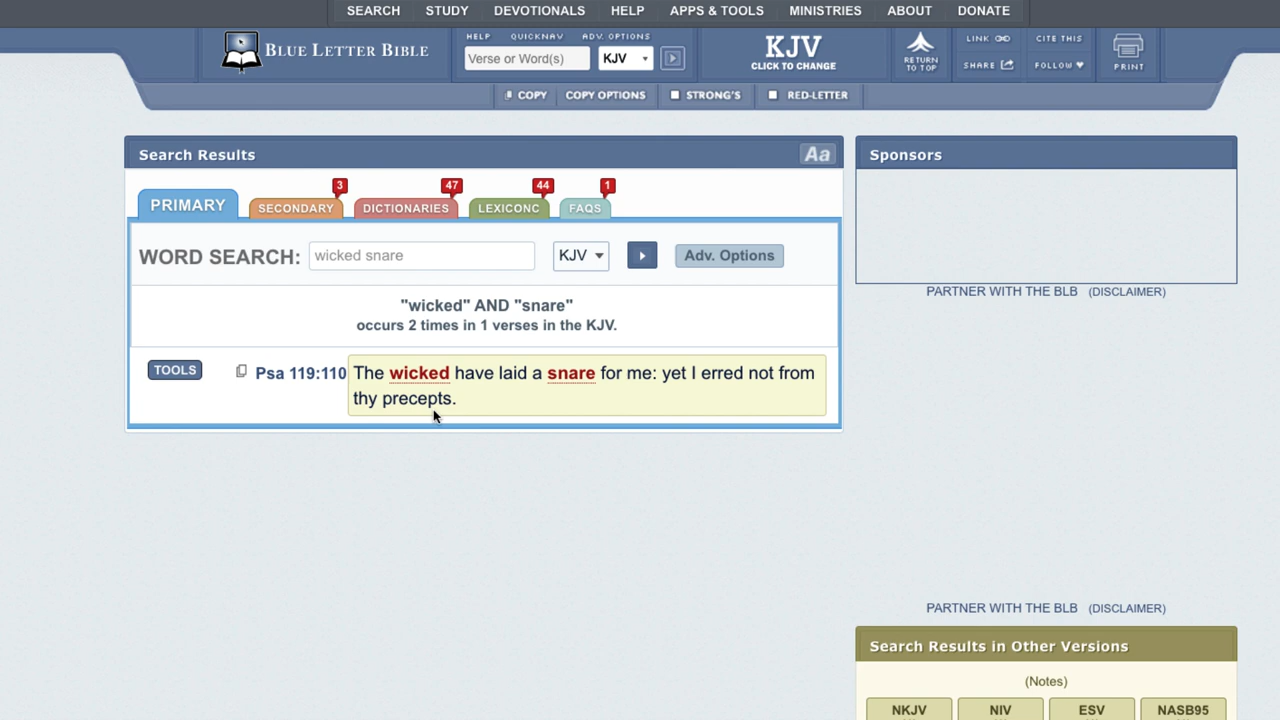 SEARCH STUDY DEVOTIONALS HELP APPS & TOOLS MINISTRIES ABOUT DONATE
BLUE LETTER BIBLE
HELP QUICKNAV ADV. OPTIONS
Verse or Word(s) KJV
KJV
CLICK TO CHANGE
RETURN
TO TOP
LINK CITE THIS
SHARE FOLLOW
PRINT
COPY COPY OPTIONS STRONG'S RED-LETTER
Search Results Aa
3 47 44 1
PRIMARY SECONDARY DICTIONARIES LEXICONC FAQS
WORD SEARCH: wicked snare KJV Adv. Options
"wicked" AND "snare"
occurs 2 times in 1 verses in the KJV.
TOOLS Psa 119:110 The wicked have laid a snare for me: yet I erred not from
thy precepts.
Sponsors
PARTNER WITH THE BLB (DISCLAIMER)
PARTNER WITH THE BLB (DISCLAIMER)
Search Results in Other Versions
(Notes)
NKJV NIV ESV NASB95